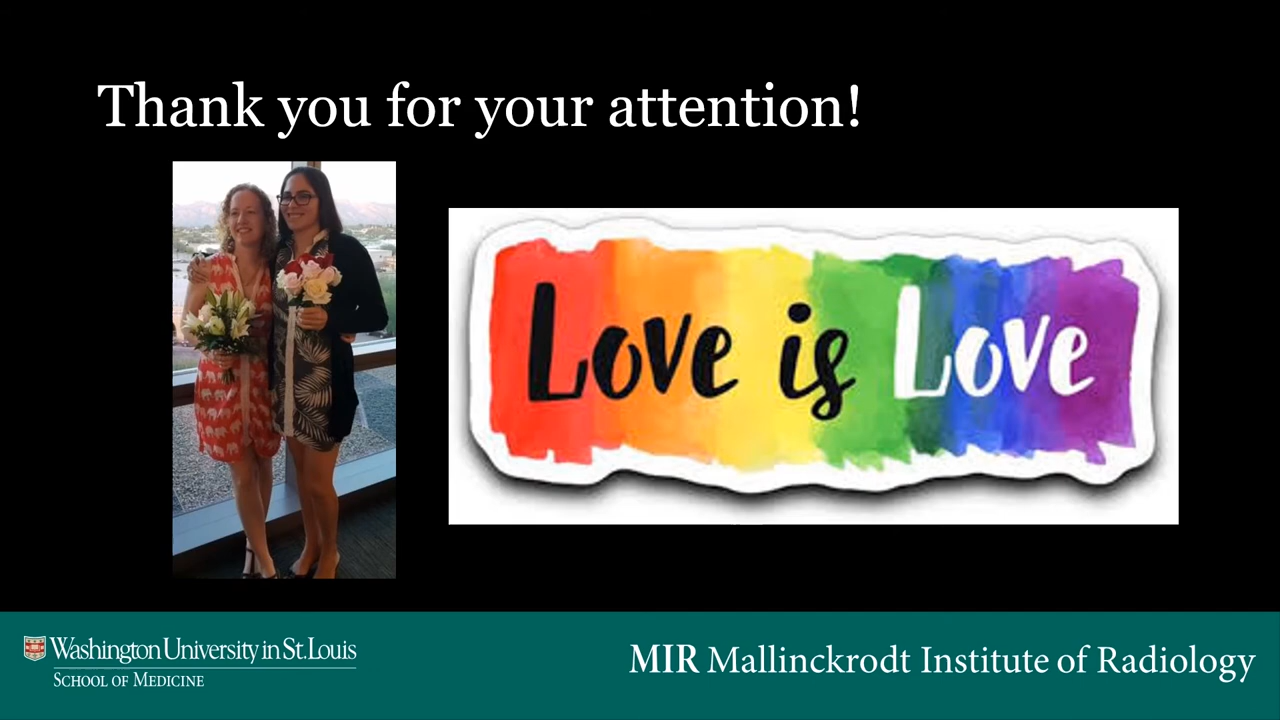 Thank you for your attention!
Love is Love
Washington University in St. Louis
SCHOOL OF MEDICINE
MIR Mallinckrodt Institute of Radiology